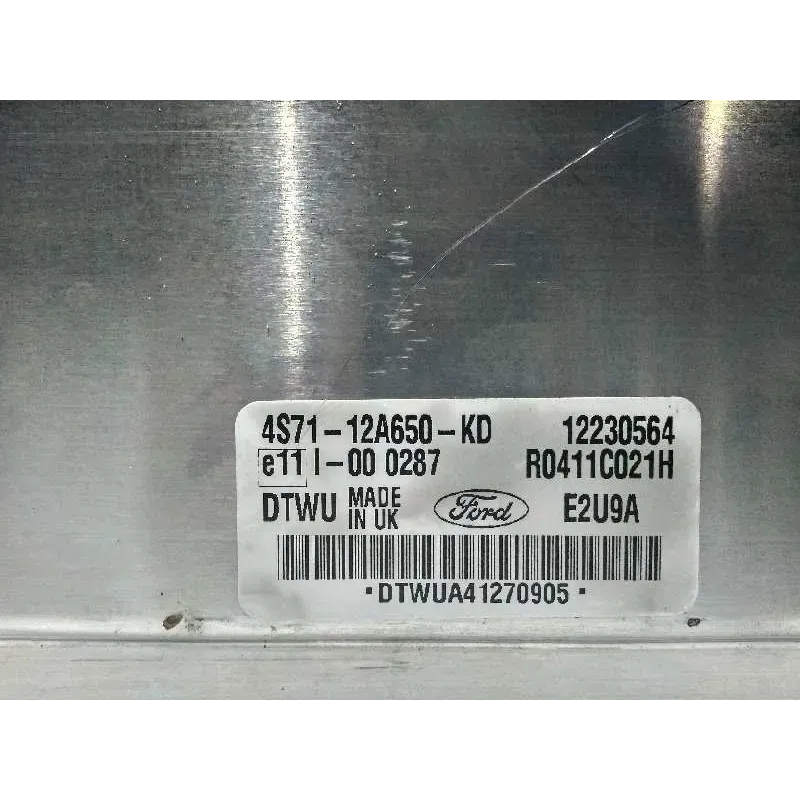 4S71-12A650-KD 12230564
e11 I-00 0287 R0411C021H
DTWU MADE IN UK Ford E2U9A
·DTWUA41270905·